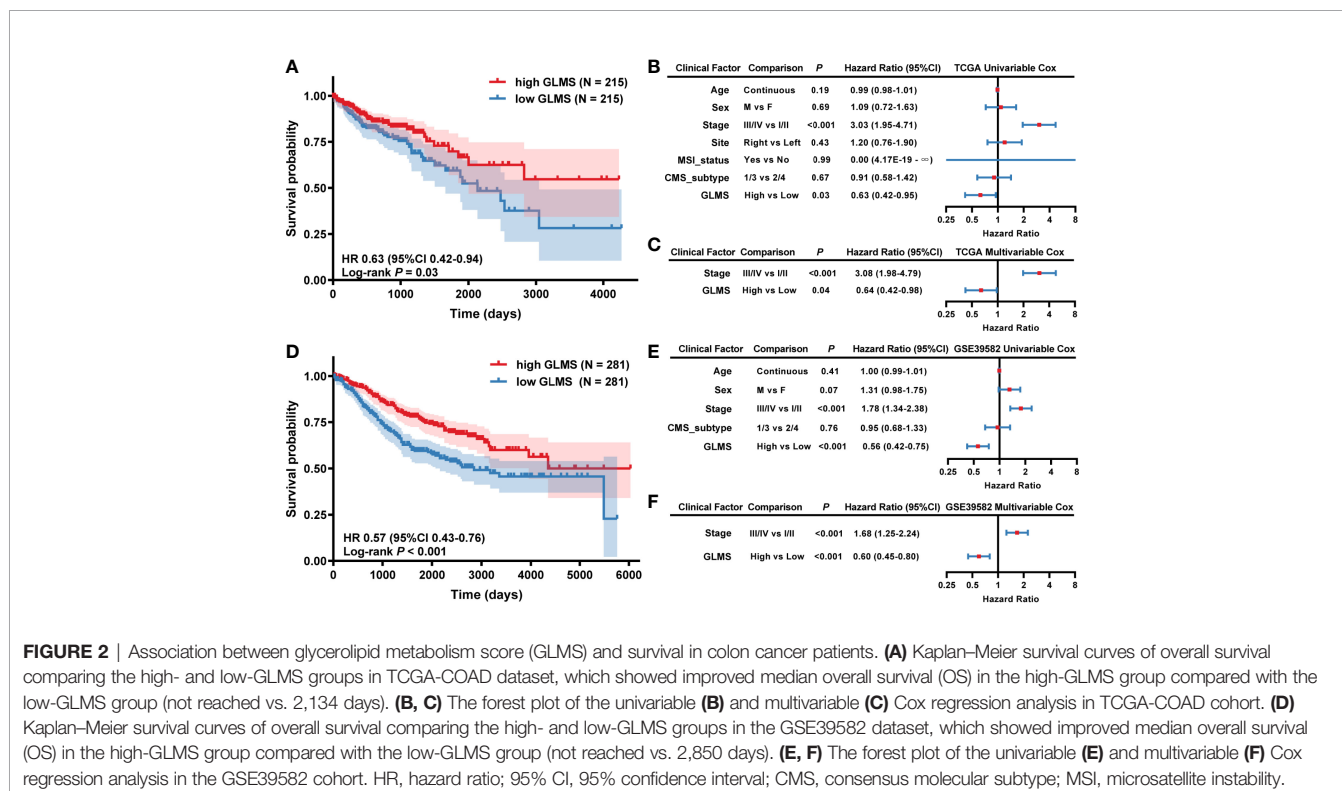 A
high GLMS (N = 215)
low GLMS (N = 215)
Survival probability
1.00
0.75
0.50
0.25
0.00
HR 0.63 (95%CI 0.42-0.94)
Log-rank P = 0.03
0 1000 2000 3000 4000
Time (days)
B
Clinical Factor Comparison P Hazard Ratio (95%CI) TCGA Univariable Cox
Age Continuous 0.19 0.99 (0.98-1.01)
Sex M vs F 0.69 1.09 (0.72-1.63)
Stage III/IV vs I/II <0.001 3.03 (1.95-4.71)
Site Right vs Left 0.43 1.20 (0.76-1.90)
MSI_status Yes vs No 0.99 0.00 (4.17E-19 - ∞)
CMS_subtype 1/3 vs 2/4 0.67 0.91 (0.58-1.42)
GLMS High vs Low 0.03 0.63 (0.42-0.95)
0.25 0.5 1 2 4 8
Hazard Ratio
C
Clinical Factor Comparison P Hazard Ratio (95%CI) TCGA Multivariable Cox
Stage III/IV vs I/II <0.001 3.08 (1.98-4.79)
GLMS High vs Low 0.04 0.64 (0.42-0.98)
0.25 0.5 1 2 4 8
Hazard Ratio
D
high GLMS (N = 281)
low GLMS (N = 281)
Survival probability
1.00
0.75
0.50
0.25
0.00
HR 0.57 (95%CI 0.43-0.76)
Log-rank P < 0.001
0 1000 2000 3000 4000 5000 6000
Time (days)
E
Clinical Factor Comparison P Hazard Ratio (95%CI) GSE39582 Univariable Cox
Age Continuous 0.41 1.00 (0.99-1.01)
Sex M vs F 0.07 1.31 (0.98-1.75)
Stage III/IV vs I/II <0.001 1.78 (1.34-2.38)
CMS_subtype 1/3 vs 2/4 0.76 0.95 (0.68-1.33)
GLMS High vs Low <0.001 0.56 (0.42-0.75)
0.25 0.5 1 2 4 8
Hazard Ratio
F
Clinical Factor Comparison P Hazard Ratio (95%CI) GSE39582 Multivariable Cox
Stage III/IV vs I/II <0.001 1.68 (1.25-2.24)
GLMS High vs Low <0.001 0.60 (0.45-0.80)
0.25 0.5 1 2 4 8
Hazard Ratio
FIGURE 2 | Association between glycerolipid metabolism score (GLMS) and survival in colon cancer patients. (A) Kaplan–Meier survival curves of overall survival
comparing the high- and low-GLMS groups in TCGA-COAD dataset, which showed improved median overall survival (OS) in the high-GLMS group compared with the
low-GLMS group (not reached vs. 2,134 days). (B, C) The forest plot of the univariable (B) and multivariable (C) Cox regression analysis in TCGA-COAD cohort. (D)
Kaplan–Meier survival curves of overall survival comparing the high- and low-GLMS groups in the GSE39582 dataset, which showed improved median overall survival
(OS) in the high-GLMS group compared with the low-GLMS group (not reached vs. 2,850 days). (E, F) The forest plot of the univariable (E) and multivariable (F) Cox
regression analysis in the GSE39582 cohort. HR, hazard ratio; 95% CI, 95% confidence interval; CMS, consensus molecular subtype; MSI, microsatellite instability.